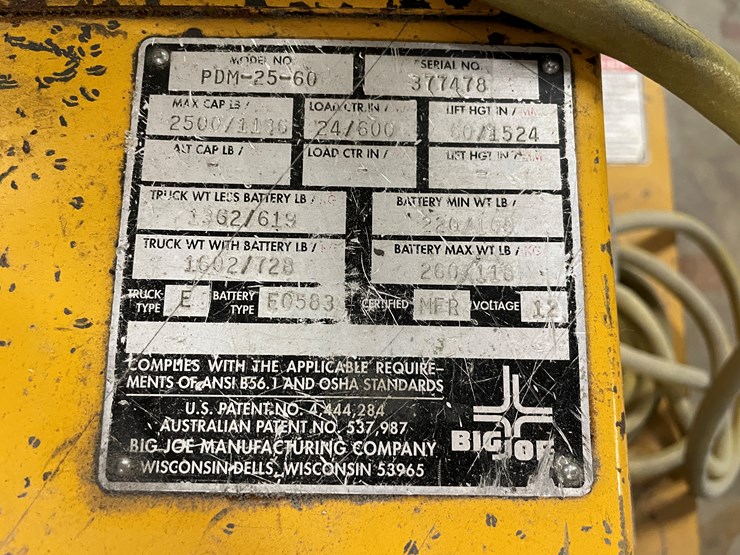 MODEL NO. SERIAL NO.
PDM-25-60 377478
MAX CAP LB / LOAD CTR IN / LIFT HGT IN /
24/600 60/1524
ALT CAP LB / LOAD CTR IN / LIFT HGT IN /
- - -
TRUCK WT LESS BATTERY LB / KG BATTERY MIN WT LB /
1362/619
TRUCK WT WITH BATTERY LB / BATTERY MAX WT LB / KG
1602/728 260/118
TRUCK TYPE E BATTERY TYPE E0583 CERTIFIED MFR VOLTAGE 12
COMPLIES WITH THE APPLICABLE REQUIRE-
MENTS OF ANSI B56.1 AND OSHA STANDARDS
U.S. PATENT NO. 4,444,284
AUSTRALIAN PATENT NO. 537,987
BIG JOE MANUFACTURING COMPANY
WISCONSIN DELLS, WISCONSIN 53965
BIG JOE